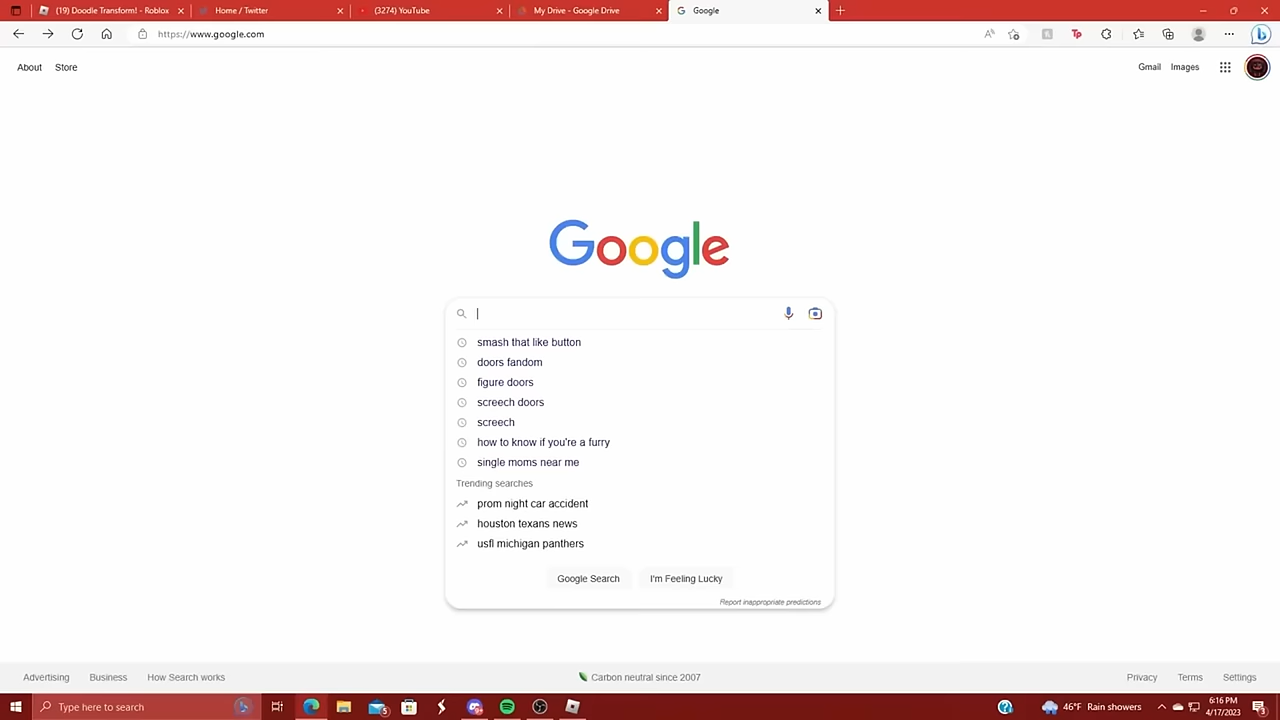 (19) Doodle Transform! - Roblox
Home / Twitter
(3274) YouTube
My Drive - Google Drive
Google
https://www.google.com
About
Store
Gmail
Images
Google
smash that like button
doors fandom
figure doors
screech doors
screech
how to know if you're a furry
single moms near me
Trending searches
prom night car accident
houston texans news
usfl michigan panthers
Google Search
I'm Feeling Lucky
Report inappropriate predictions
Advertising
Business
How Search works
Carbon neutral since 2007
Privacy
Terms
Settings
Type here to search
5
46°F Rain showers
6:16 PM
4/17/2023
3